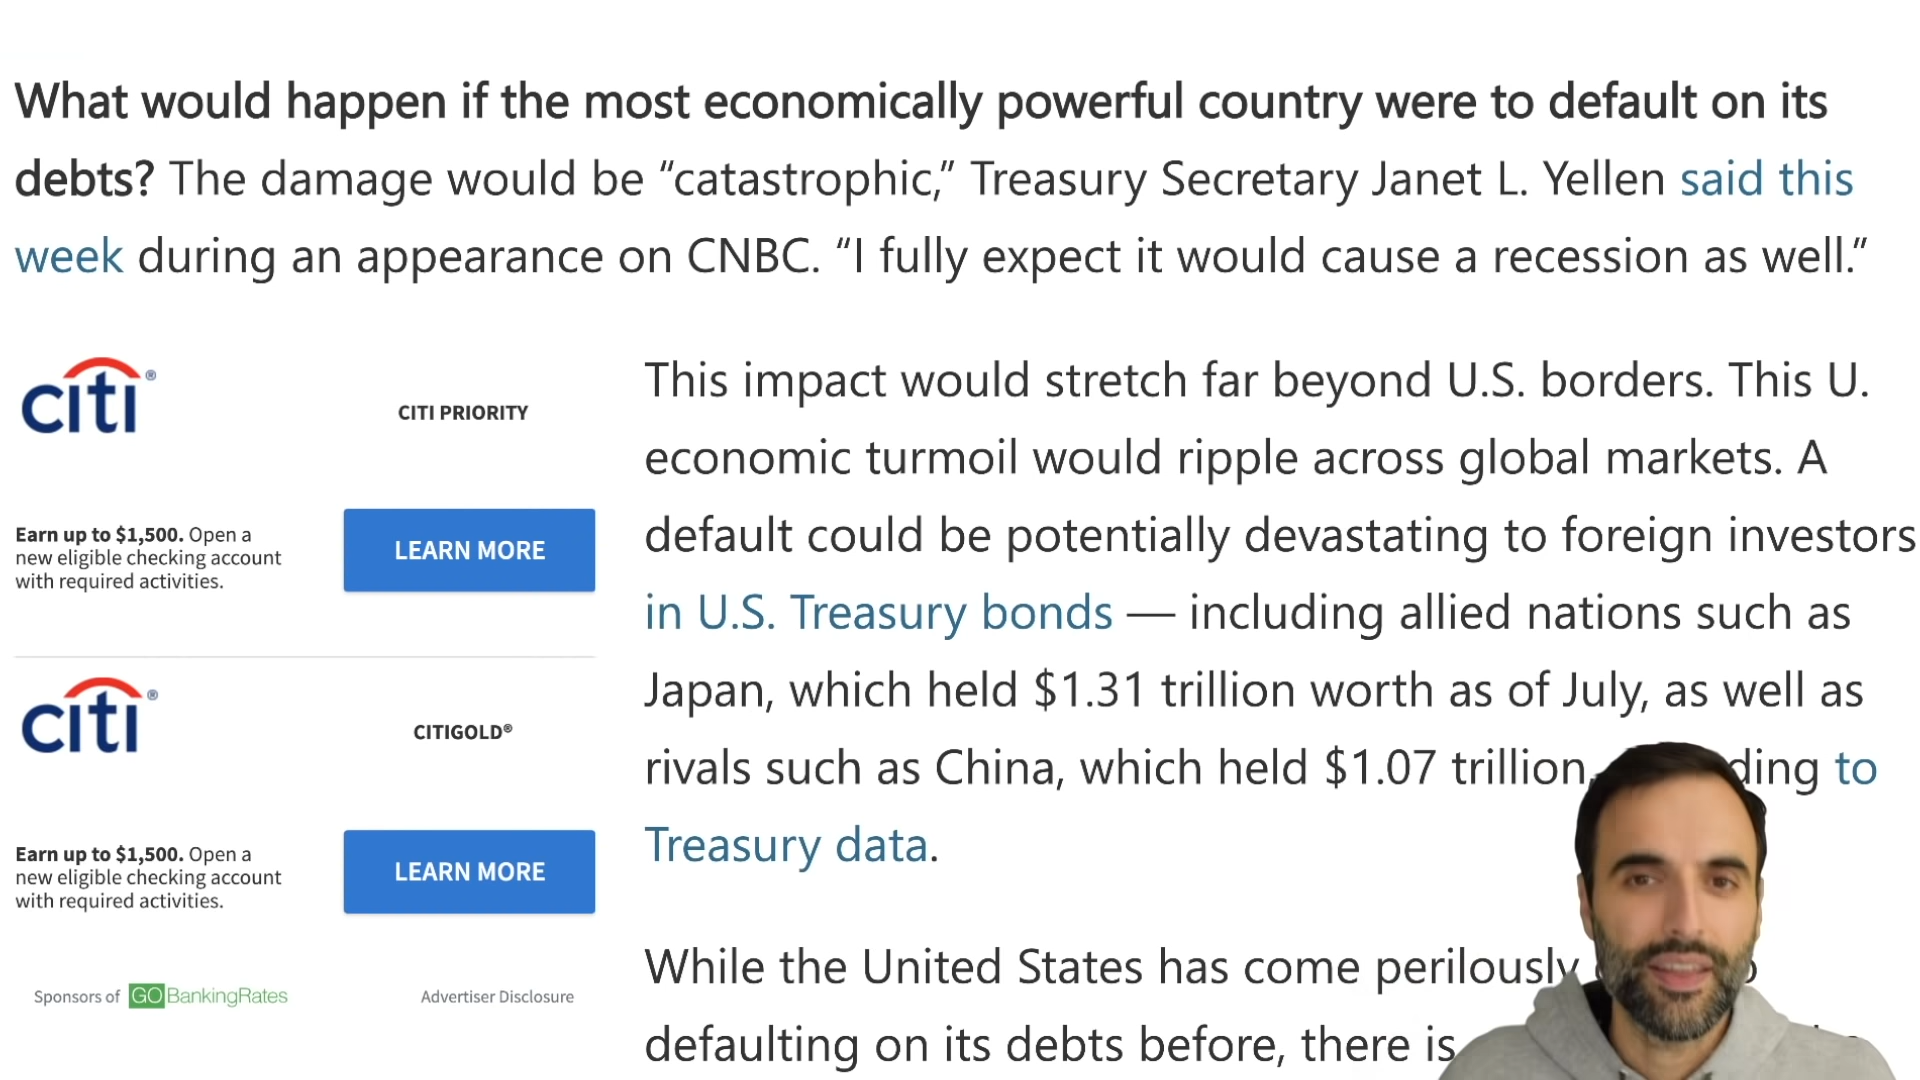 What would happen if the most economically powerful country were to default on its
debts? The damage would be “catastrophic,” Treasury Secretary Janet L. Yellen said this
week during an appearance on CNBC. “I fully expect it would cause a recession as well.”
citi®
CITI PRIORITY
Earn up to $1,500. Open a
new eligible checking account
with required activities.
LEARN MORE
citi®
CITIGOLD®
Earn up to $1,500. Open a
new eligible checking account
with required activities.
LEARN MORE
Sponsors of GOBankingRates
Advertiser Disclosure
This impact would stretch far beyond U.S. borders. This U.
economic turmoil would ripple across global markets. A
default could be potentially devastating to foreign investors
in U.S. Treasury bonds — including allied nations such as
Japan, which held $1.31 trillion worth as of July, as well as
rivals such as China, which held $1.07 trillion, ding to
Treasury data.
While the United States has come perilously
defaulting on its debts before, there is